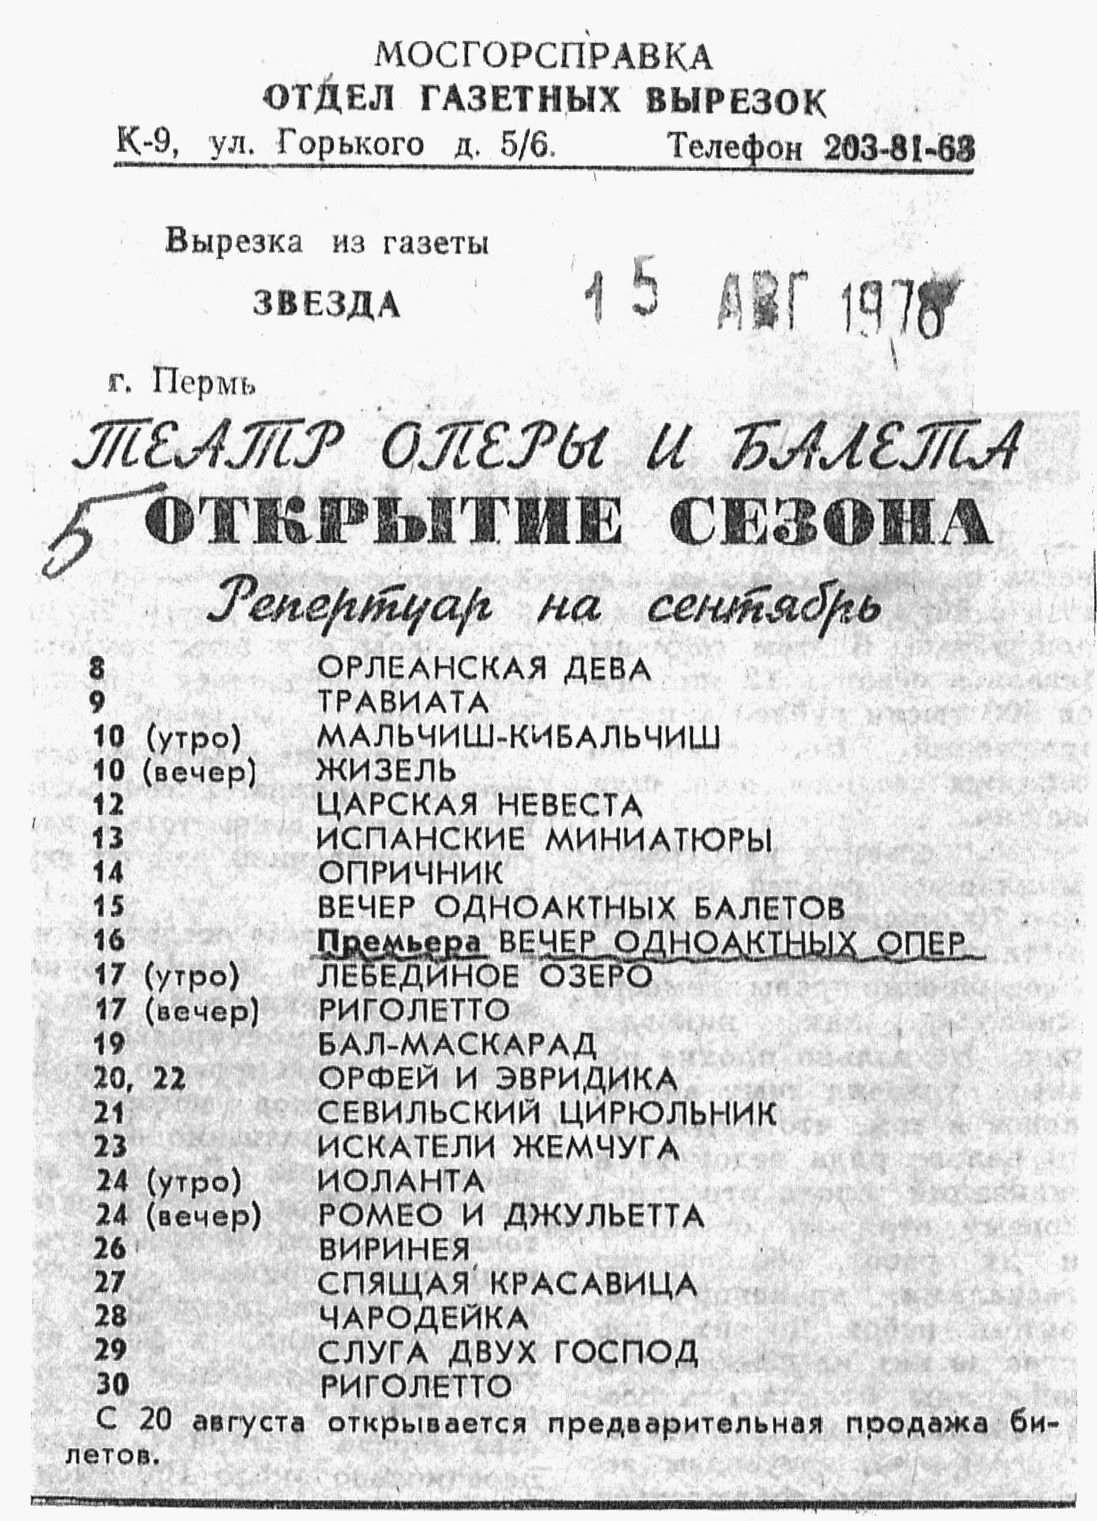 МОСГОРСПРАВКА
ОТДЕЛ ГАЗЕТНЫХ ВЫРЕЗОК
К-9, ул. Горького д. 5/6. Телефон 203-81-63
Вырезка из газеты
ЗВЕЗДА
15 АВГ 1978
г. Пермь
ТЕАТР ОПЕРЫ И БАЛЕТА
5 ОТКРЫТИЕ СЕЗОНА
Репертуар на сентябрь
8 ОРЛЕАНСКАЯ ДЕВА
9 ТРАВИАТА
10 (утро) МАЛЬЧИШ-КИБАЛЬЧИШ
10 (вечер) ЖИЗЕЛЬ
12 ЦАРСКАЯ НЕВЕСТА
13 ИСПАНСКИЕ МИНИАТЮРЫ
14 ОПРИЧНИК
15 ВЕЧЕР ОДНОАКТНЫХ БАЛЕТОВ
16 Премьера ВЕЧЕР ОДНОАКТНЫХ ОПЕР
17 (утро) ЛЕБЕДИНОЕ ОЗЕРО
17 (вечер) РИГОЛЕТТО
19 БАЛ-МАСКАРАД
20, 22 ОРФЕЙ И ЭВРИДИКА
21 СЕВИЛЬСКИЙ ЦИРЮЛЬНИК
23 ИСКАТЕЛИ ЖЕМЧУГА
24 (утро) ИОЛАНТА
24 (вечер) РОМЕО И ДЖУЛЬЕТТА
26 ВИРИНЕЯ
27 СПЯЩАЯ КРАСАВИЦА
28 ЧАРОДЕЙКА
29 СЛУГА ДВУХ ГОСПОД
30 РИГОЛЕТТО
С 20 августа открывается предварительная продажа би-
летов.